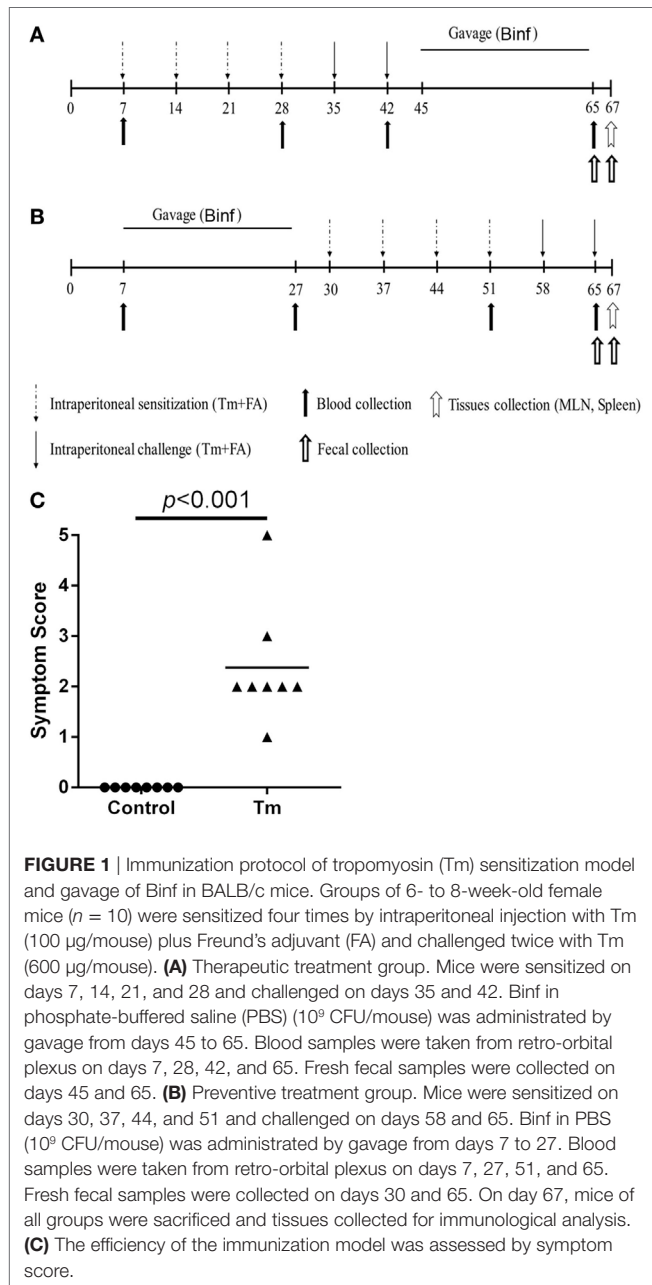 A
Gavage (Binf)
0 7 14 21 28 35 42 45 65 67
B
Gavage (Binf)
0 7 27 30 37 44 51 58 65 67
Intraperitoneal sensitization (Tm+FA) Blood collection Tissues collection (MLN, Spleen)
Intraperitoneal challenge (Tm+FA) Fecal collection
C
p<0.001
5
4
3
2
1
0
Symptom Score
Control Tm
FIGURE 1 | Immunization protocol of tropomyosin (Tm) sensitization model
and gavage of Binf in BALB/c mice. Groups of 6- to 8-week-old female
mice (n = 10) were sensitized four times by intraperitoneal injection with Tm
(100 μg/mouse) plus Freund's adjuvant (FA) and challenged twice with Tm
(600 μg/mouse). (A) Therapeutic treatment group. Mice were sensitized on
days 7, 14, 21, and 28 and challenged on days 35 and 42. Binf in
phosphate-buffered saline (PBS) (10⁹ CFU/mouse) was administrated by
gavage from days 45 to 65. Blood samples were taken from retro-orbital
plexus on days 7, 28, 42, and 65. Fresh fecal samples were collected on
days 45 and 65. (B) Preventive treatment group. Mice were sensitized on
days 30, 37, 44, and 51 and challenged on days 58 and 65. Binf in PBS
(10⁹ CFU/mouse) was administrated by gavage from days 7 to 27. Blood
samples were taken from retro-orbital plexus on days 7, 27, 51, and 65.
Fresh fecal samples were collected on days 30 and 65. On day 67, mice of
all groups were sacrificed and tissues collected for immunological analysis.
(C) The efficiency of the immunization model was assessed by symptom
score.